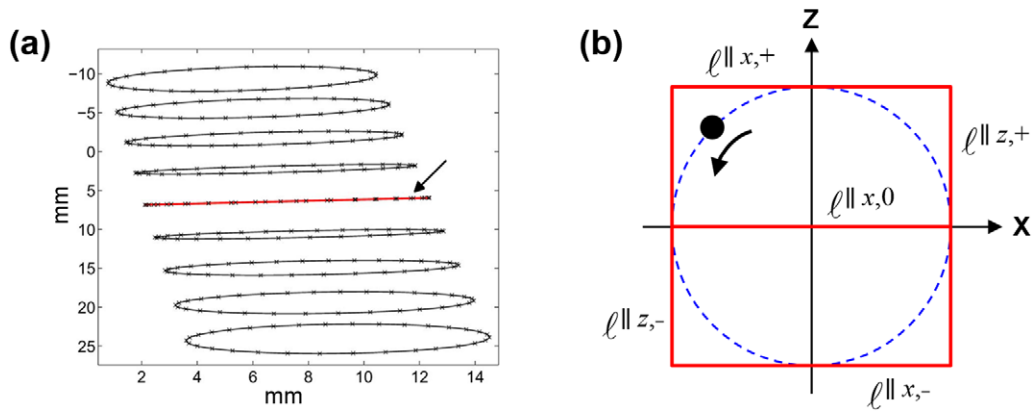 (a)
−10
−5
0
5
10
15
20
25
mm
2 4 6 8 10 12 14
mm
(b)
Z
X
ℓ∥ x,+
ℓ∥ z,+
ℓ∥ x,0
ℓ∥ z,−
ℓ∥ x,−